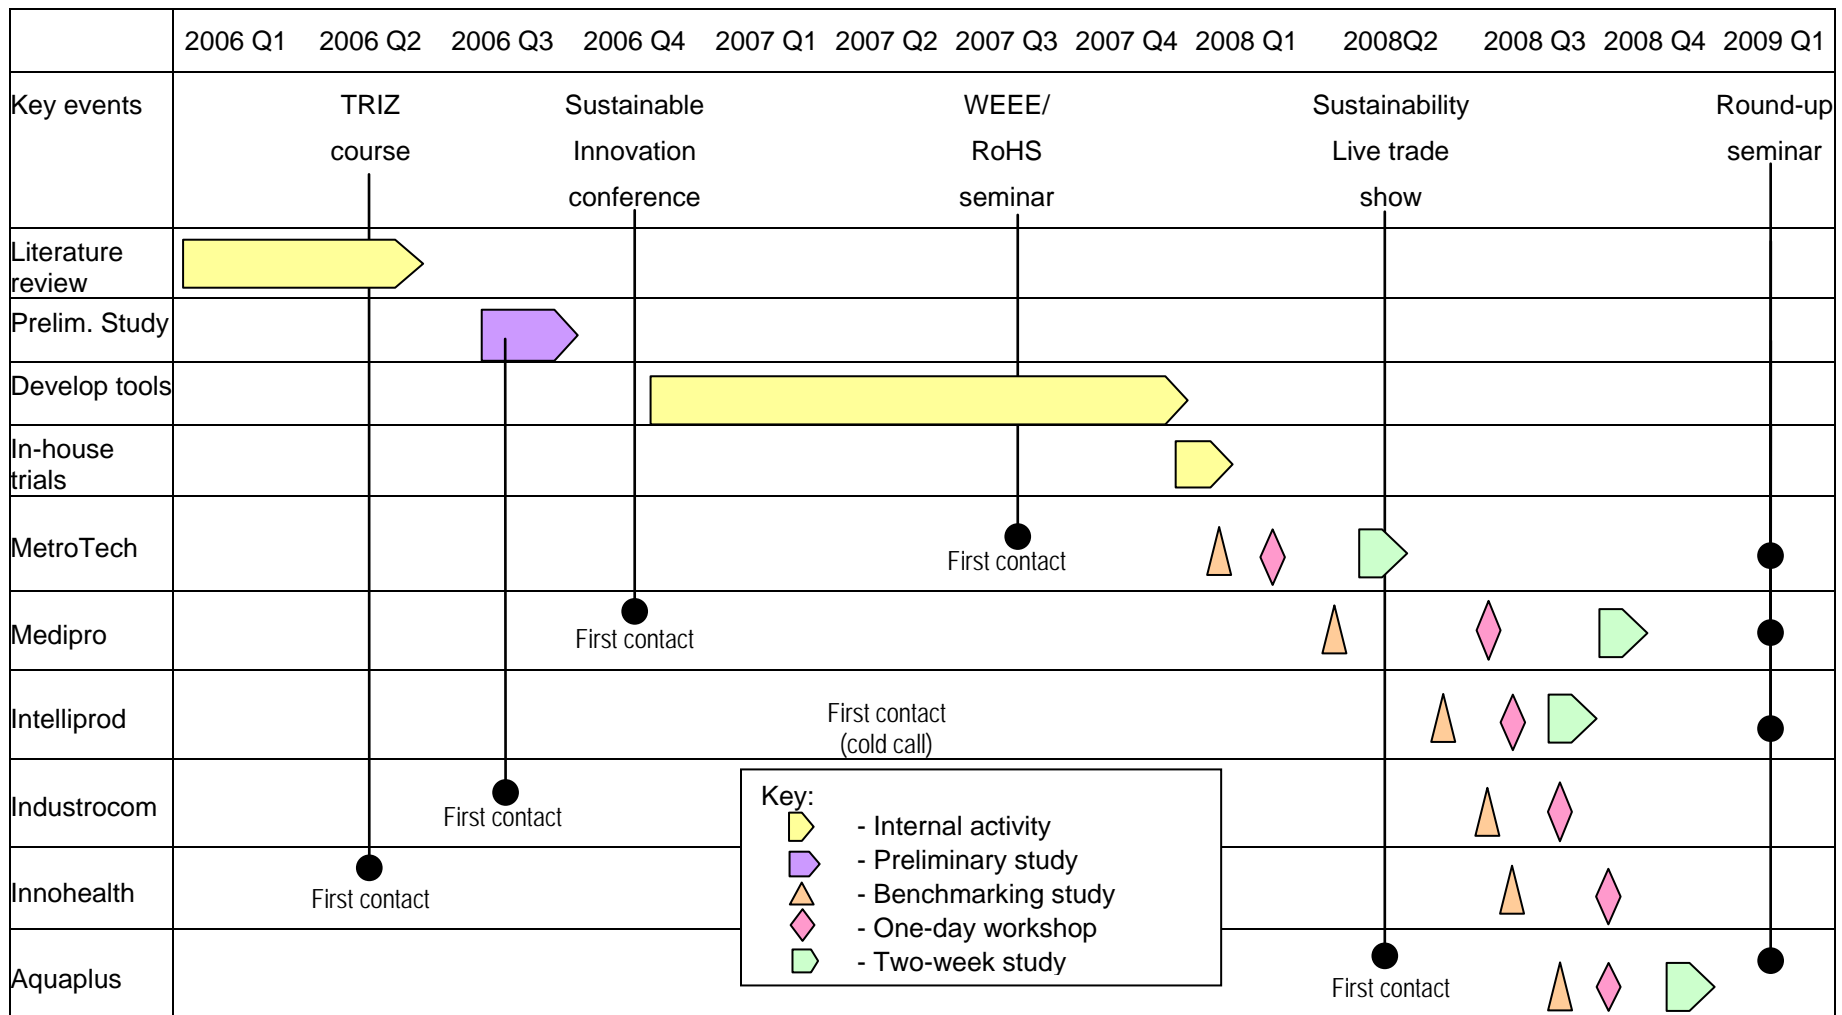 2006 Q1 2006 Q2 2006 Q3 2006 Q4 2007 Q1 2007 Q2 2007 Q3 2007 Q4 2008 Q1 2008Q2 2008 Q3 2008 Q4 2009 Q1
Key events
TRIZ
course
Sustainable
Innovation
conference
WEEE/
RoHS
seminar
Sustainability
Live trade
show
Round-up
seminar
Literature
review
Prelim. Study
Develop tools
In-house
trials
MetroTech
First contact
Medipro
First contact
Intelliprod
First contact
(cold call)
Industrocom
First contact
Innohealth
First contact
Aquaplus
First contact
Key:
- Internal activity
- Preliminary study
- Benchmarking study
- One-day workshop
- Two-week study